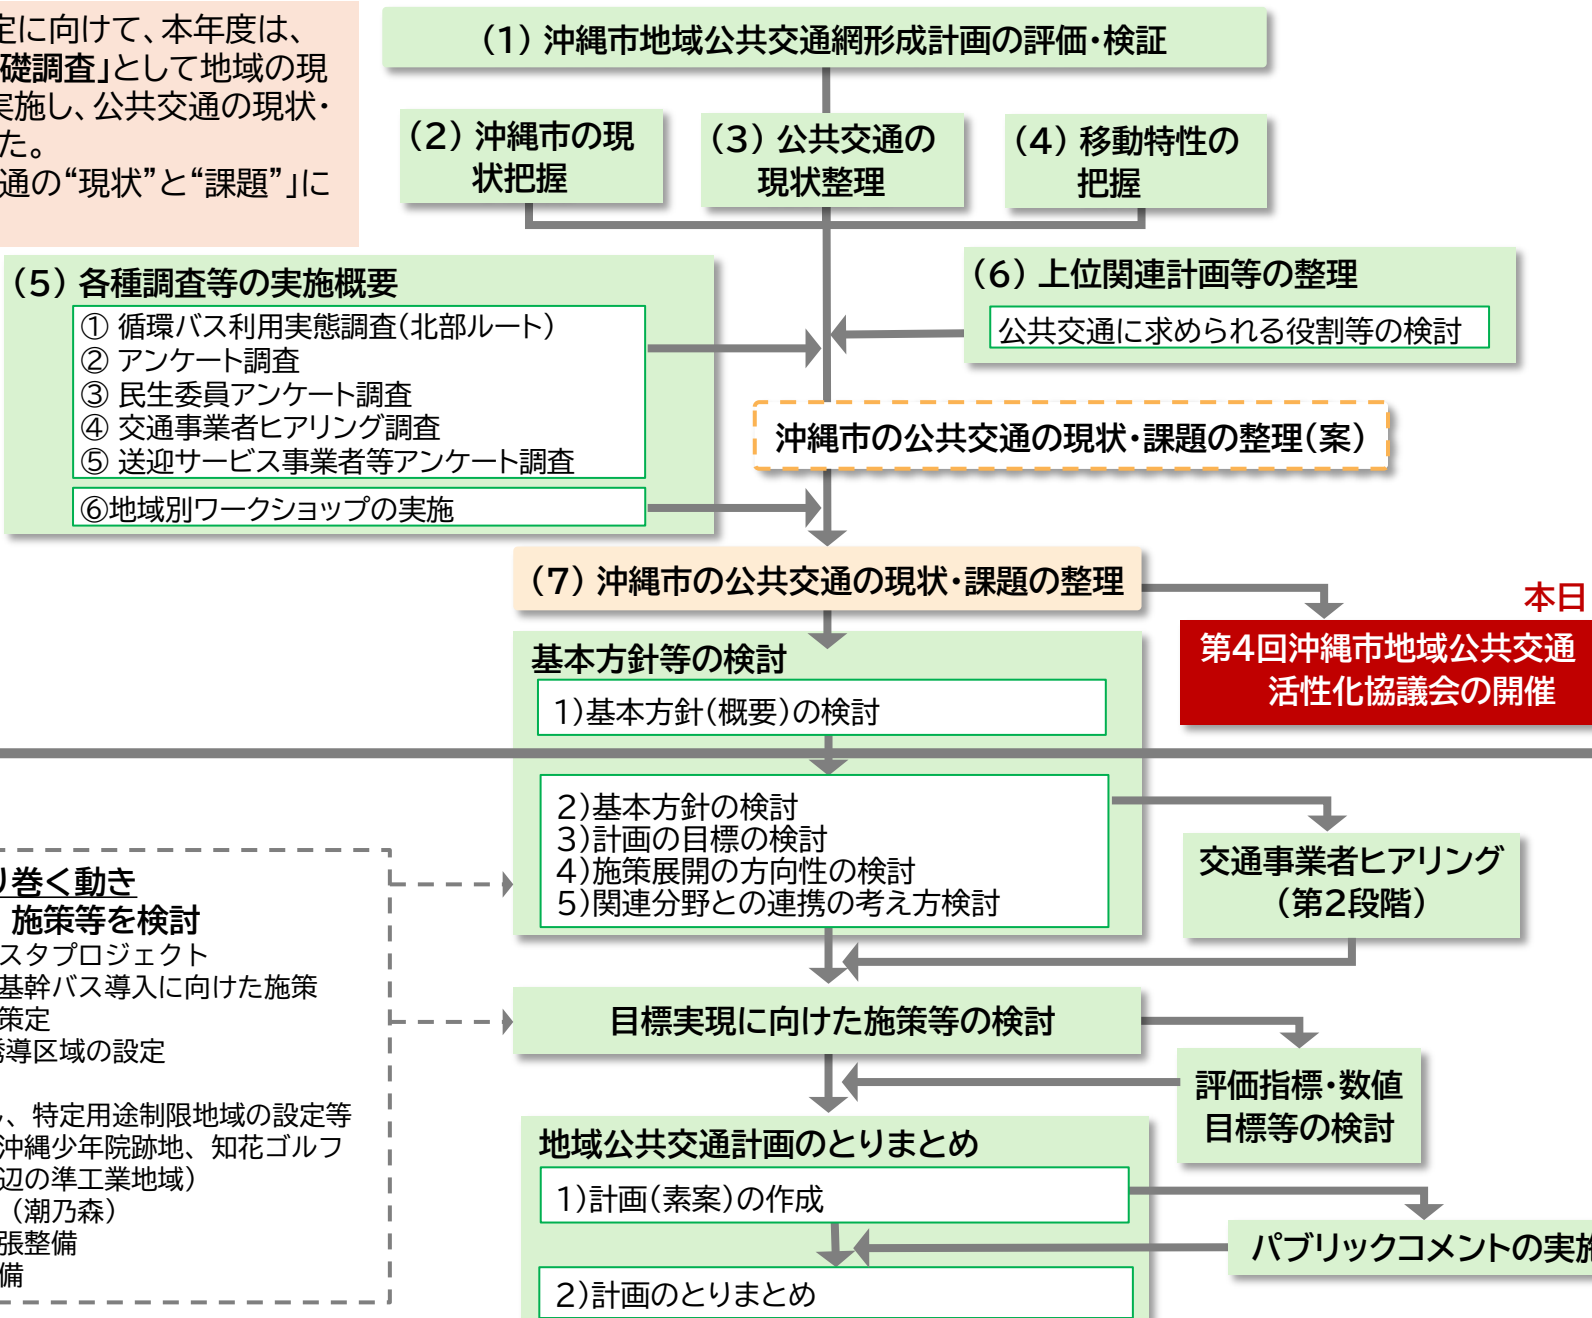 定に向けて、本年度は、
礎調査」として地域の現
実施し、公共交通の現状・
た。
通の“現状”と“課題”」に
(1) 沖縄市地域公共交通網形成計画の評価・検証
(2) 沖縄市の現
状把握
(3) 公共交通の
現状整理
(4) 移動特性の
把握
(5) 各種調査等の実施概要
① 循環バス利用実態調査(北部ルート)
② アンケート調査
③ 民生委員アンケート調査
④ 交通事業者ヒアリング調査
⑤ 送迎サービス事業者等アンケート調査
⑥地域別ワークショップの実施
(6) 上位関連計画等の整理
公共交通に求められる役割等の検討
沖縄市の公共交通の現状・課題の整理(案)
(7) 沖縄市の公共交通の現状・課題の整理
本日
第4回沖縄市地域公共交通
活性化協議会の開催
基本方針等の検討
1)基本方針(概要)の検討
2)基本方針の検討
3)計画の目標の検討
4)施策展開の方向性の検討
5)関連分野との連携の考え方検討
交通事業者ヒアリング
(第2段階)
り巻く動き
施策等を検討
スタプロジェクト
基幹バス導入に向けた施策
策定
誘導区域の設定
し、特定用途制限地域の設定等
沖縄少年院跡地、知花ゴルフ
辺の準工業地域)
(潮乃森)
張整備
備
目標実現に向けた施策等の検討
評価指標・数値
目標等の検討
地域公共交通計画のとりまとめ
1)計画(素案)の作成
パブリックコメントの実施
2)計画のとりまとめ